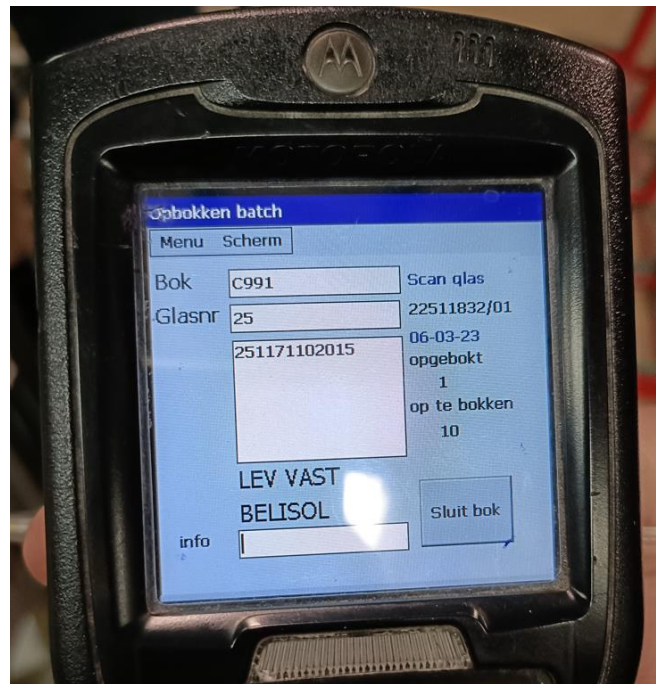 MOTOROLA
Opbokken batch
Menu Scherm
Bok C991 Scan glas
Glasnr 25 22511832/01
06-03-23
251171102015 opgebokt
1
op te bokken
10
LEV VAST
BELISOL Sluit bok
info